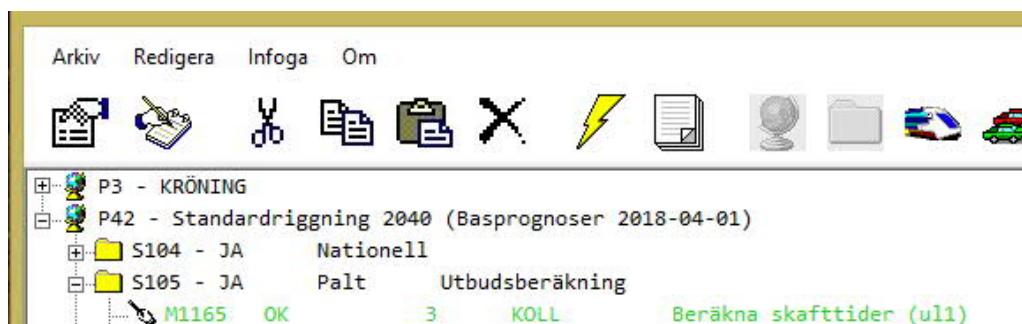 Arkiv Redigera Infoga Om
P3 - KRÖNING
P42 - Standardriggning 2040 (Basprognoser 2018-04-01)
S104 - JA Nationell
S105 - JA Palt Utbudsberäkning
M1165 OK 3 KOLL Beräkna skafttider (ul1)